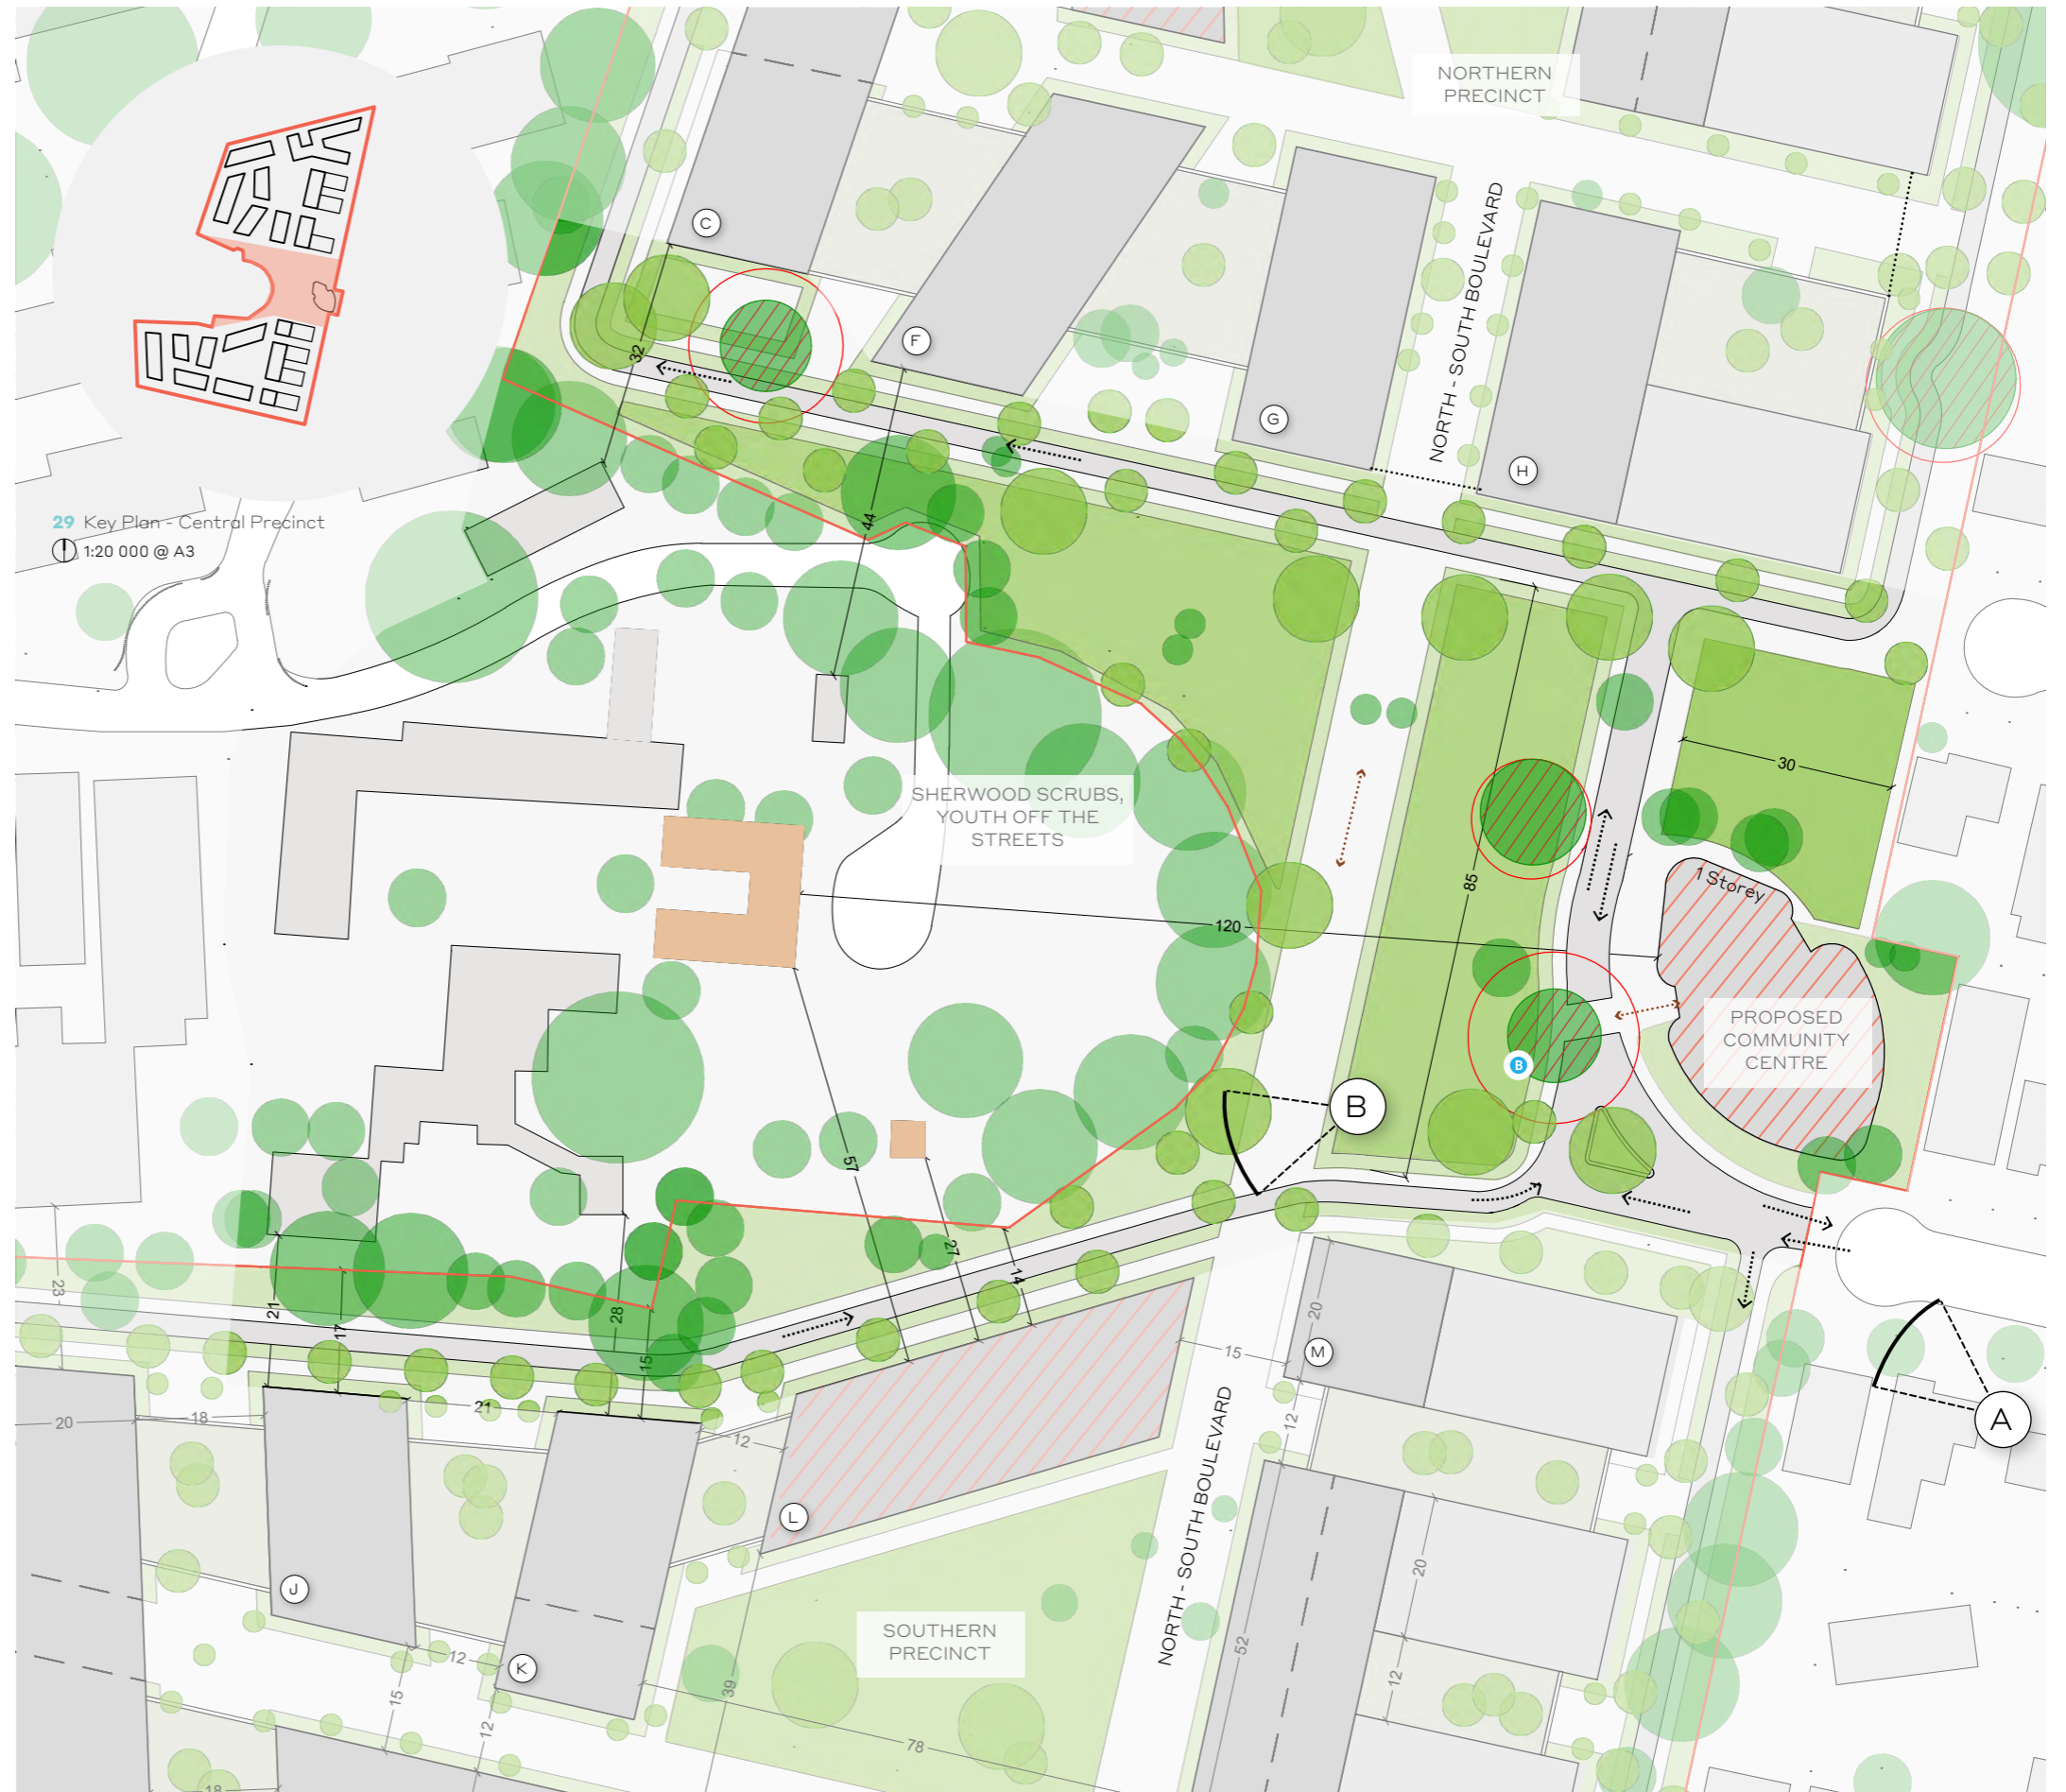 NORTHERN
PRECINCT
C
NORTH - SOUTH BOULEVARD
F
32
G
H
29 Key Plan - Central Precinct
1:20 000 @ A3
44
30
SHERWOOD SCRUBS,
YOUTH OFF THE
STREETS
85
1 Storey
120
PROPOSED
COMMUNITY
CENTRE
B
B
57
27
14
23
21
17
28
15
20
M
15
A
20
18
21
12
12
L
NORTH - SOUTH BOULEVARD
J
SOUTHERN
PRECINCT
20
52
K
12
15
12
39
12
78
18